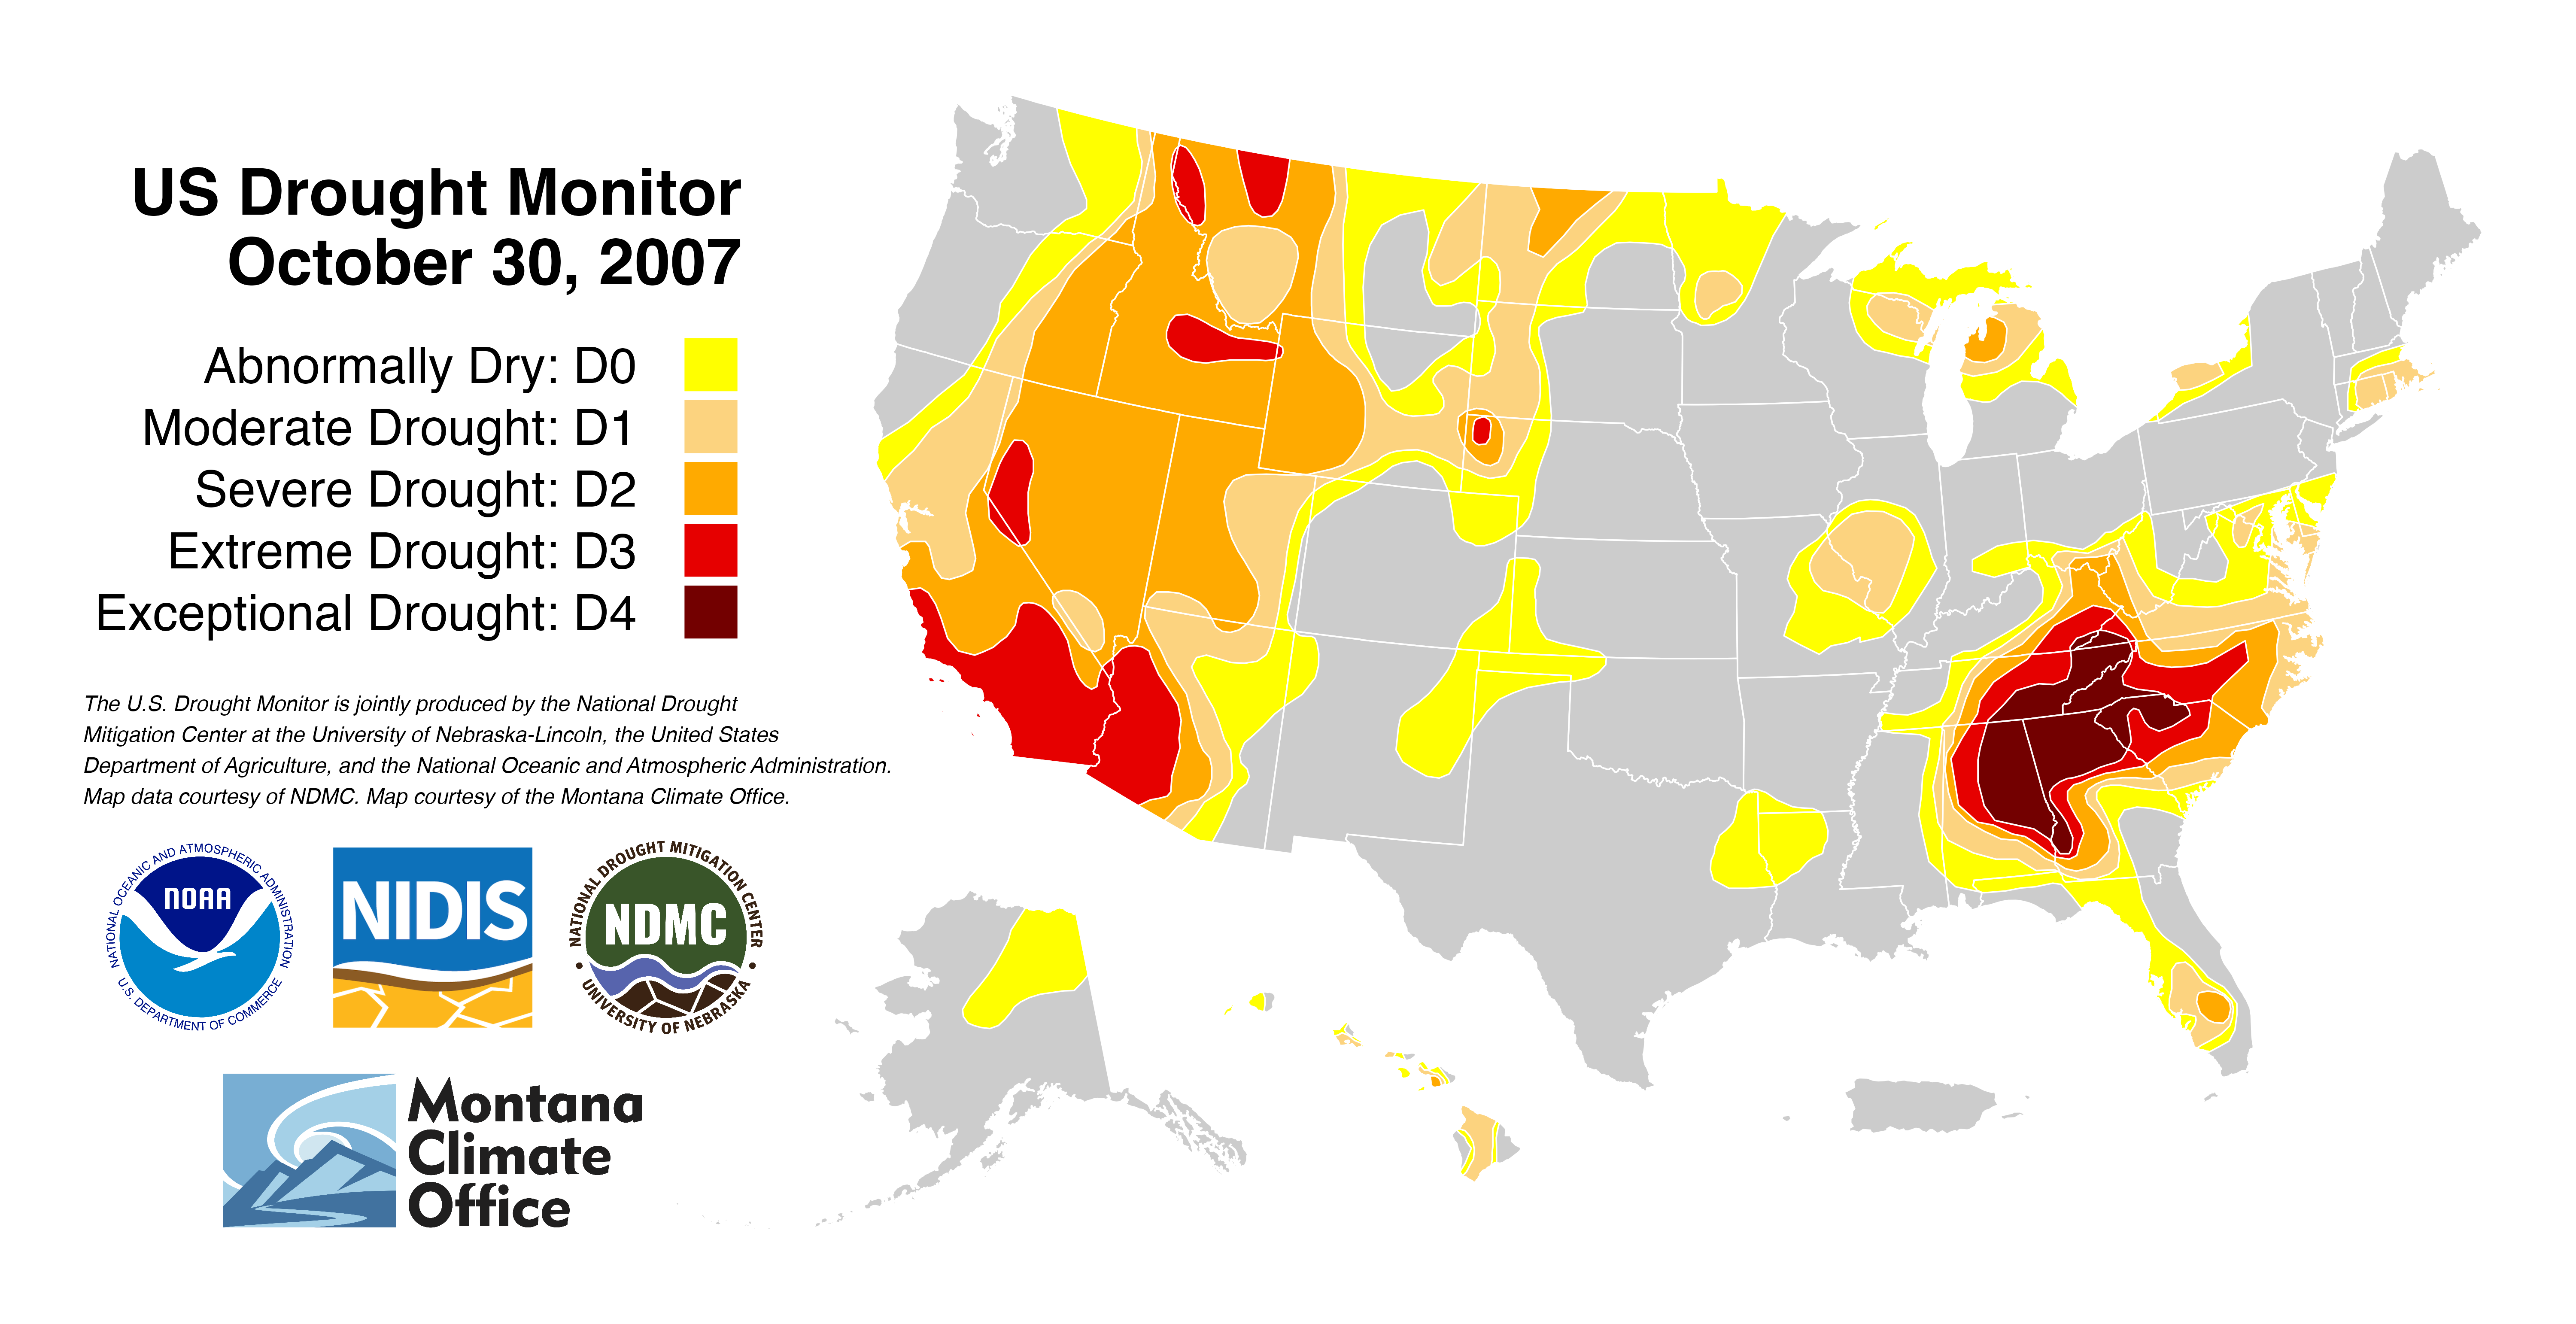 US Drought Monitor
October 30, 2007
Abnormally Dry: D0
Moderate Drought: D1
Severe Drought: D2
Extreme Drought: D3
Exceptional Drought: D4
The U.S. Drought Monitor is jointly produced by the National Drought
Mitigation Center at the University of Nebraska-Lincoln, the United States
Department of Agriculture, and the National Oceanic and Atmospheric Administration.
Map data courtesy of NDMC. Map courtesy of the Montana Climate Office.
NATIONAL OCEANIC AND ATMOSPHERIC ADMINISTRATION
NOAA
U.S. DEPARTMENT OF COMMERCE
NIDIS
NATIONAL DROUGHT MITIGATION CENTER
NDMC
UNIVERSITY OF NEBRASKA
Montana
Climate
Office